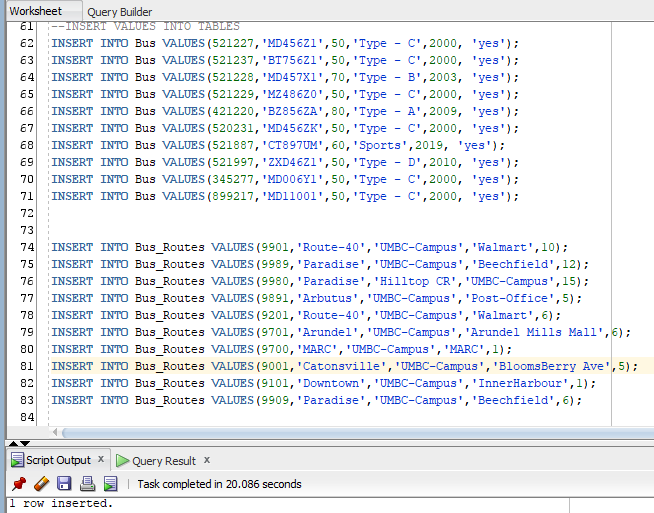 Worksheet Query Builder
61 --INSERT VALUES INTO TABLES
62 INSERT INTO Bus VALUES(521227,'MD456Z1',50,'Type - C',2000, 'yes');
63 INSERT INTO Bus VALUES(521237,'BT756Z1',50,'Type - C',2000, 'yes');
64 INSERT INTO Bus VALUES(521228,'MD457X1',70,'Type - B',2003, 'yes');
65 INSERT INTO Bus VALUES(521229,'MZ486Z0',50,'Type - C',2000, 'yes');
66 INSERT INTO Bus VALUES(421220,'BZ856ZA',80,'Type - A',2009, 'yes');
67 INSERT INTO Bus VALUES(520231,'MD456ZK',50,'Type - C',2000, 'yes');
68 INSERT INTO Bus VALUES(521887,'CT897UM',60,'Sports',2019, 'yes');
69 INSERT INTO Bus VALUES(521997,'ZXD46Z1',50,'Type - D',2010, 'yes');
70 INSERT INTO Bus VALUES(345277,'MD006Y1',50,'Type - C',2000, 'yes');
71 INSERT INTO Bus VALUES(899217,'MD11001',50,'Type - C',2000, 'yes');
72
73
74 INSERT INTO Bus_Routes VALUES(9901,'Route-40','UMBC-Campus','Walmart',10);
75 INSERT INTO Bus_Routes VALUES(9989,'Paradise','UMBC-Campus','Beechfield',12);
76 INSERT INTO Bus_Routes VALUES(9980,'Paradise','Hilltop CR','UMBC-Campus',15);
77 INSERT INTO Bus_Routes VALUES(9891,'Arbutus','UMBC-Campus','Post-Office',5);
78 INSERT INTO Bus_Routes VALUES(9201,'Route-40','UMBC-Campus','Walmart',6);
79 INSERT INTO Bus_Routes VALUES(9701,'Arundel','UMBC-Campus','Arundel Mills Mall',6);
80 INSERT INTO Bus_Routes VALUES(9700,'MARC','UMBC-Campus','MARC',1);
81 INSERT INTO Bus_Routes VALUES(9001,'Catonsville','UMBC-Campus','BloomsBerry Ave',5);
82 INSERT INTO Bus_Routes VALUES(9101,'Downtown','UMBC-Campus','InnerHarbour',1);
83 INSERT INTO Bus_Routes VALUES(9909,'Paradise','UMBC-Campus','Beechfield',6);
84
Script Output x Query Result x
Task completed in 20.086 seconds
1 row inserted.